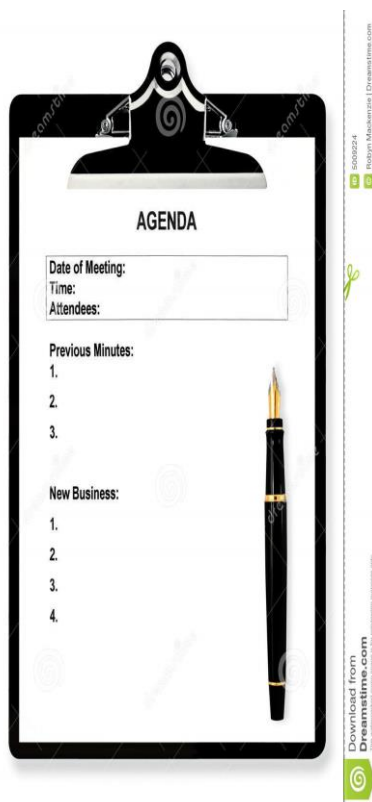 AGENDA
Date of Meeting:
Time:
Attendees:
Previous Minutes:
1.
2.
3.
New Business:
1.
2.
3.
4.
ID 5009224
© Robyn Mackenzie | Dreamstime.com
Download from
Dreamstime.com